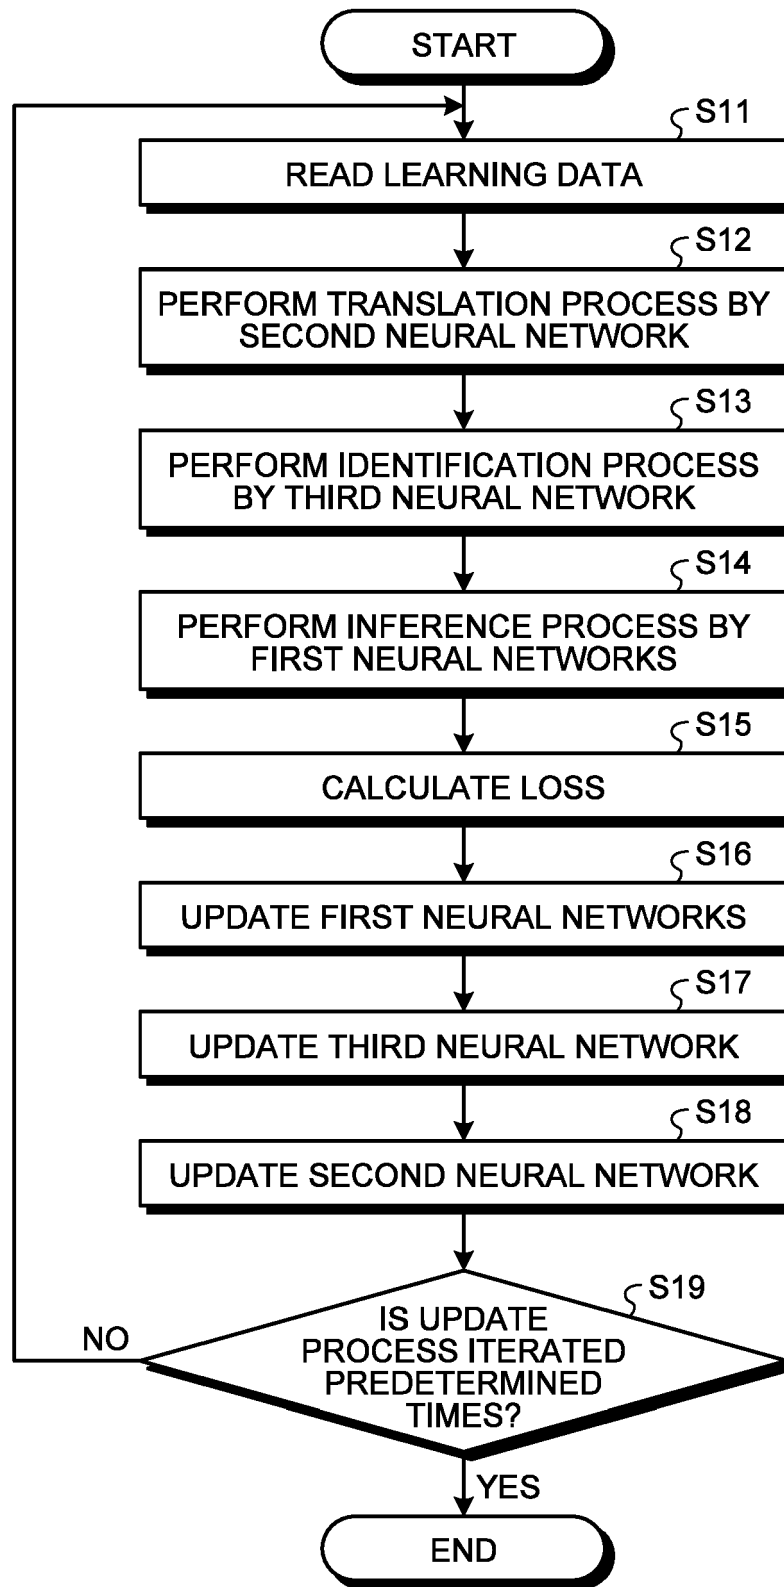 START
S11
READ LEARNING DATA
S12
PERFORM TRANSLATION PROCESS BY
SECOND NEURAL NETWORK
S13
PERFORM IDENTIFICATION PROCESS
BY THIRD NEURAL NETWORK
S14
PERFORM INFERENCE PROCESS BY
FIRST NEURAL NETWORKS
S15
CALCULATE LOSS
S16
UPDATE FIRST NEURAL NETWORKS
S17
UPDATE THIRD NEURAL NETWORK
S18
UPDATE SECOND NEURAL NETWORK
S19
IS UPDATE
PROCESS ITERATED
PREDETERMINED
TIMES?
NO
YES
END